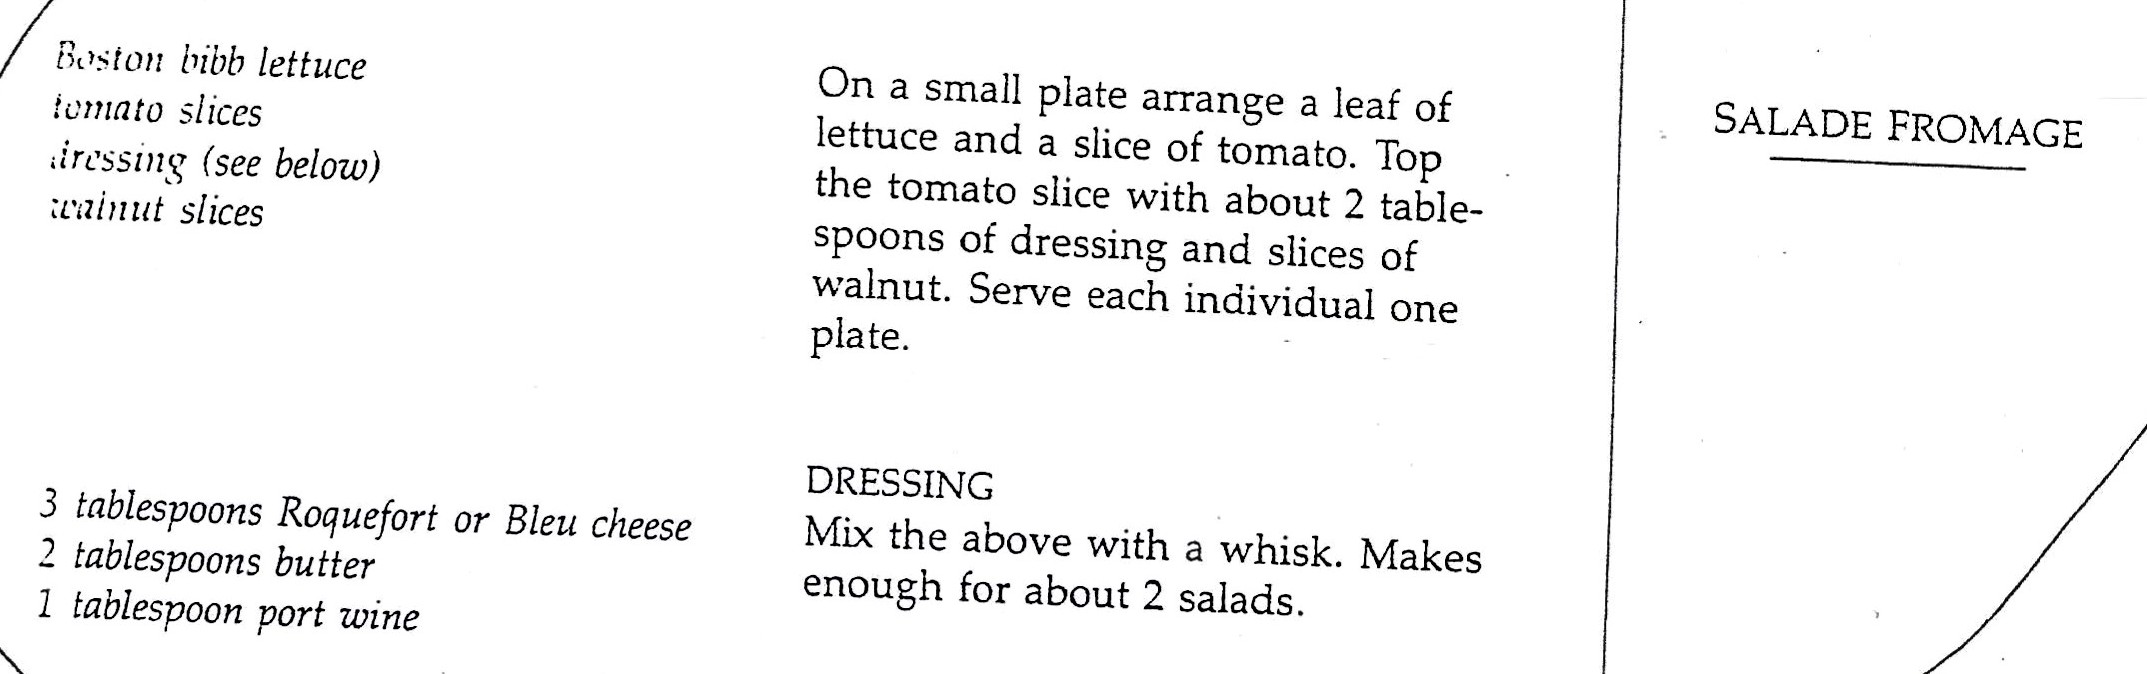 Boston bibb lettuce
tomato slices
dressing (see below)
walnut slices
On a small plate arrange a leaf of
lettuce and a slice of tomato. Top
the tomato slice with about 2 table-
spoons of dressing and slices of
walnut. Serve each individual one
plate.
SALADE FROMAGE
3 tablespoons Roquefort or Bleu cheese
2 tablespoons butter
1 tablespoon port wine
DRESSING
Mix the above with a whisk. Makes
enough for about 2 salads.